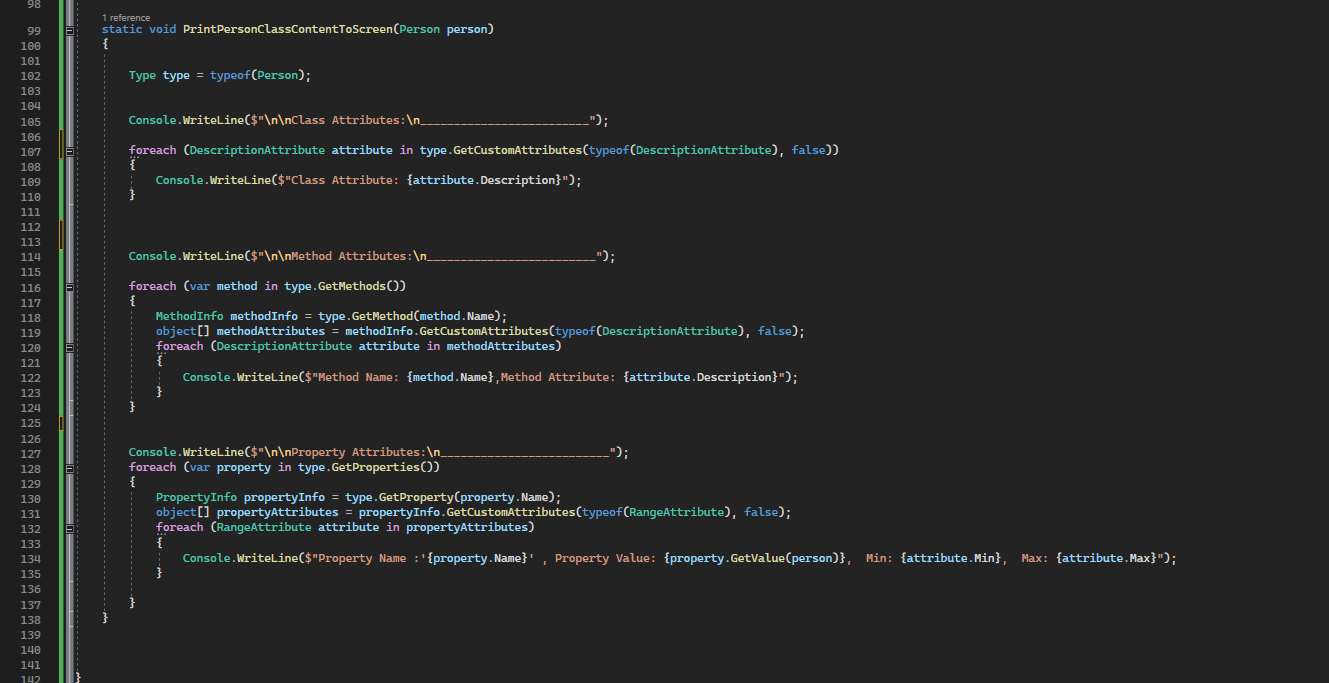 98
1 reference
99 static void PrintPersonClassContentToScreen(Person person)
100 {
101
102 Type type = typeof(Person);
103
104
105 Console.WriteLine($"\n\nClass Attributes:\n_________________________");
106
107 foreach (DescriptionAttribute attribute in type.GetCustomAttributes(typeof(DescriptionAttribute), false))
108 {
109 Console.WriteLine($"Class Attribute: {attribute.Description}");
110 }
111
112
113
114 Console.WriteLine($"\n\nMethod Attributes:\n_________________________");
115
116 foreach (var method in type.GetMethods())
117 {
118 MethodInfo methodInfo = type.GetMethod(method.Name);
119 object[] methodAttributes = methodInfo.GetCustomAttributes(typeof(DescriptionAttribute), false);
120 foreach (DescriptionAttribute attribute in methodAttributes)
121 {
122 Console.WriteLine($"Method Name: {method.Name},Method Attribute: {attribute.Description}");
123 }
124 }
125
126
127 Console.WriteLine($"\n\nProperty Attributes:\n_________________________");
128 foreach (var property in type.GetProperties())
129 {
130 PropertyInfo propertyInfo = type.GetProperty(property.Name);
131 object[] propertyAttributes = propertyInfo.GetCustomAttributes(typeof(RangeAttribute), false);
132 foreach (RangeAttribute attribute in propertyAttributes)
133 {
134 Console.WriteLine($"Property Name :'{property.Name}' , Property Value: {property.GetValue(person)},  Min: {attribute.Min},  Max: {attribute.Max}");
135 }
136
137 }
138 }
139
140
141
142 }